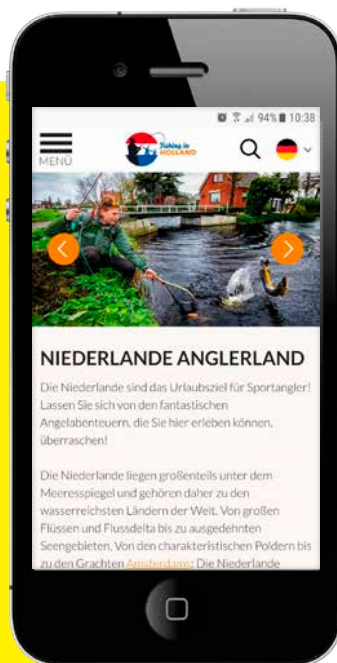 94% 10:38
MENÜ
Fishing in
HOLLAND
NIEDERLANDE ANGLERLAND
Die Niederlande sind das Urlaubsziel für Sportangler!
Lassen Sie sich von den fantastischen
Angelabenteuern, die Sie hier erleben können,
überraschen!
Die Niederlande liegen großenteils unter dem
Meeresspiegel und gehören daher zu den
wasserreichsten Ländern der Welt. Von großen
Flüssen und Flussdelta bis zu ausgedehnten
Seengebieten. Von den charakteristischen Poldern bis
zu den Grachten Amsterdams: Die Niederlande